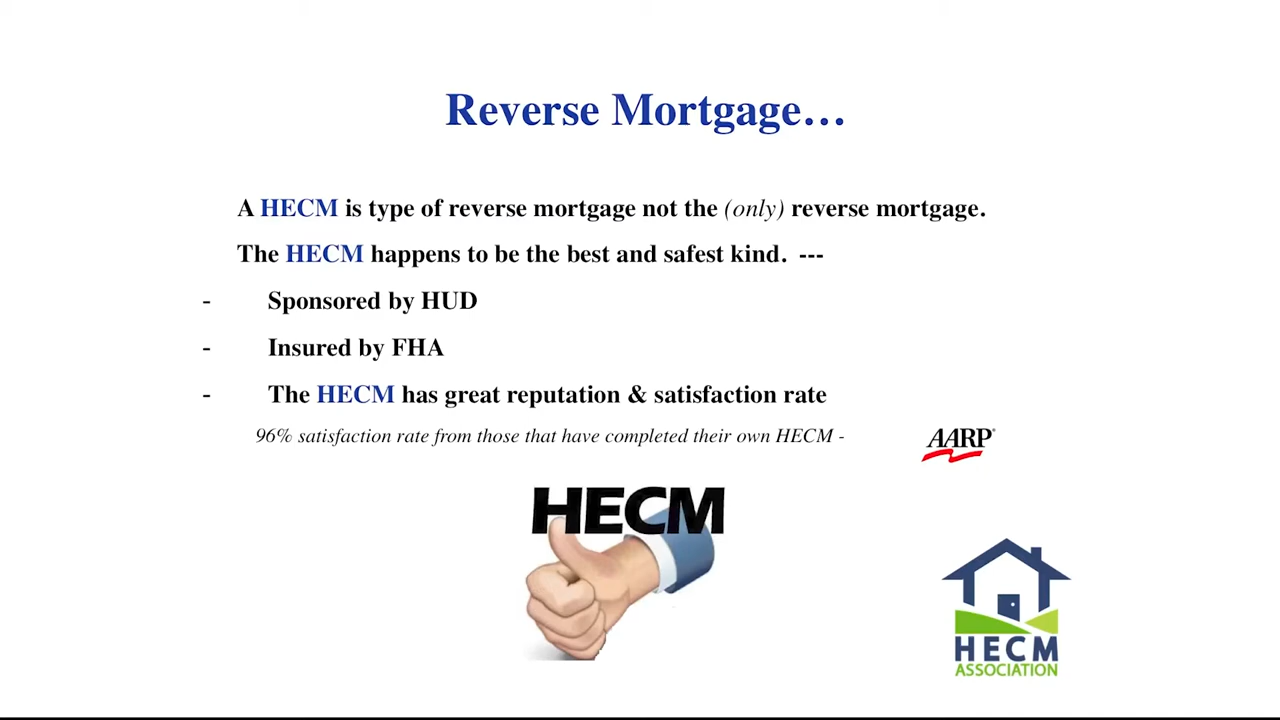 Reverse Mortgage...
A HECM is type of reverse mortgage not the (only) reverse mortgage.
The HECM happens to be the best and safest kind. ---
- Sponsored by HUD
- Insured by FHA
- The HECM has great reputation & satisfaction rate
96% satisfaction rate from those that have completed their own HECM -
AARP®
HECM
HECM
ASSOCIATION